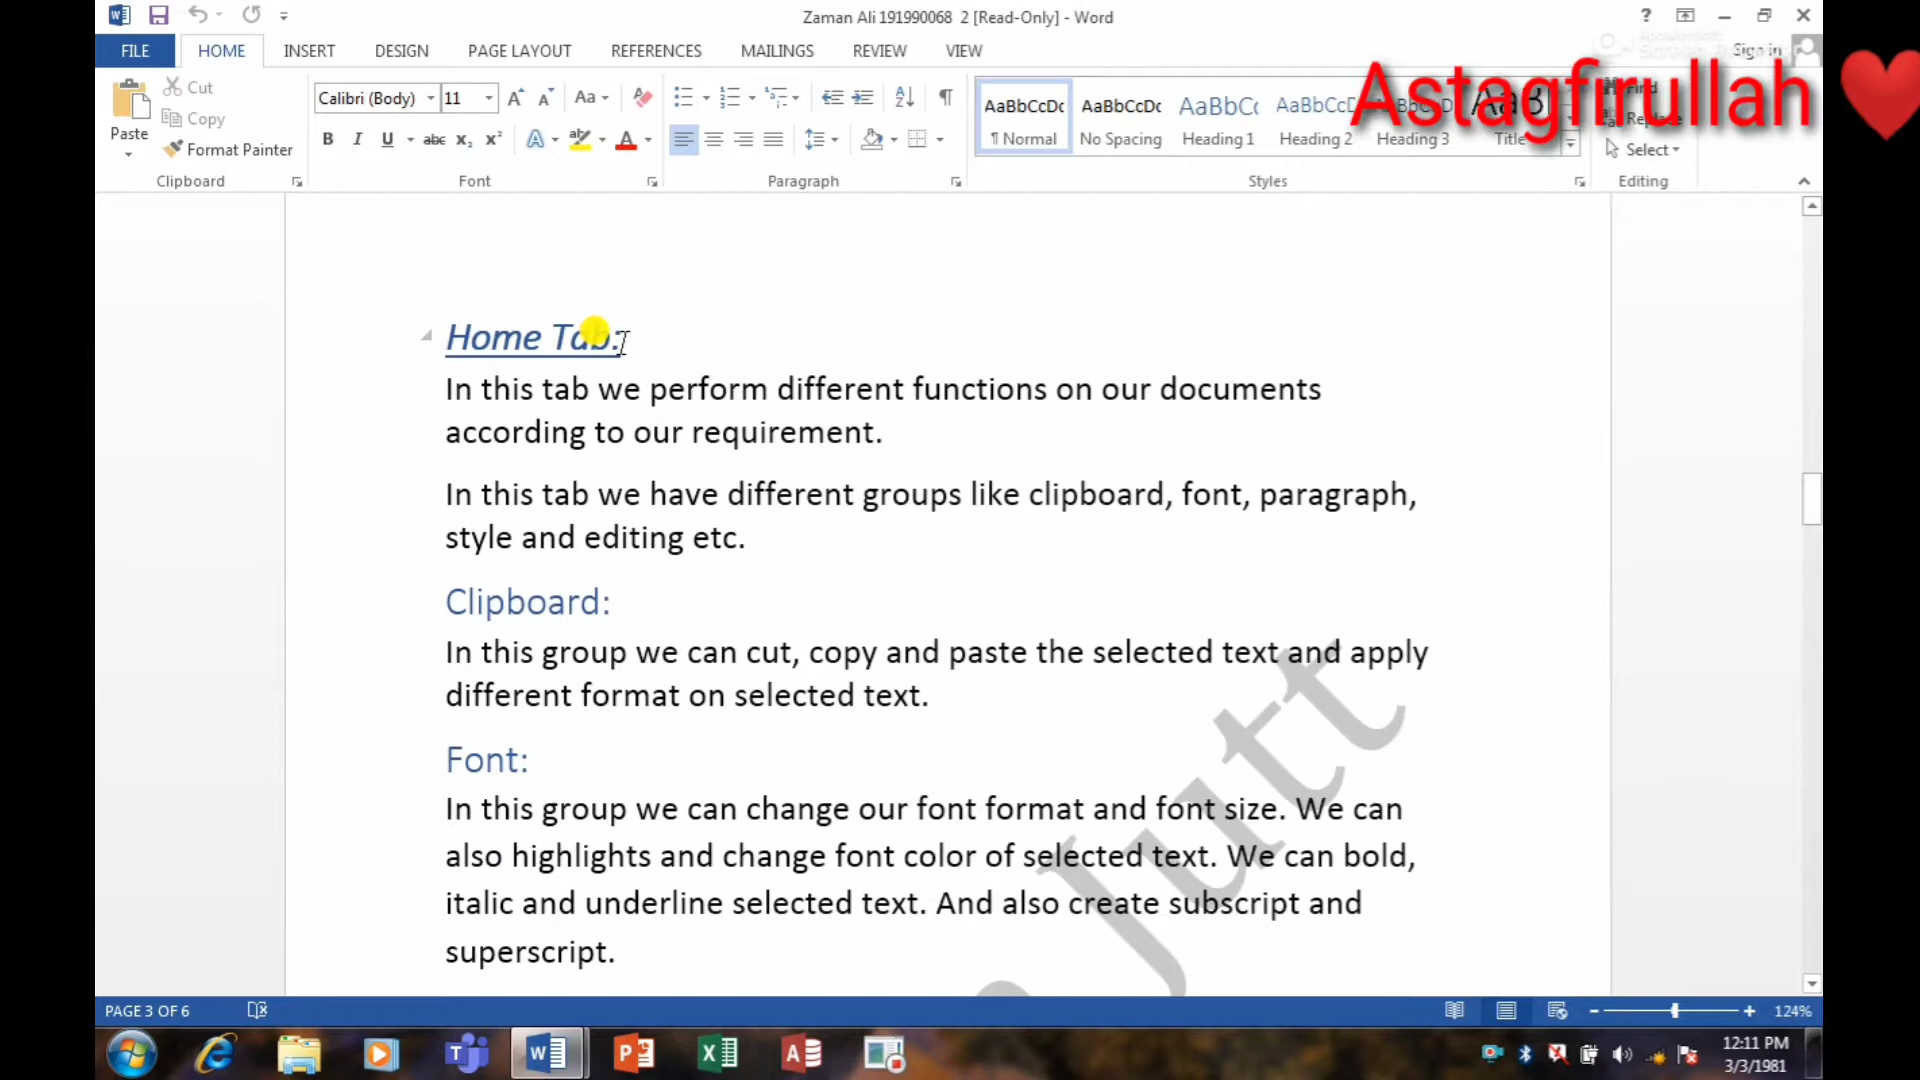 Zaman Ali 191990068 2 [Read-Only] - Word
FILE HOME INSERT DESIGN PAGE LAYOUT REFERENCES MAILINGS REVIEW VIEW Sign in
Astagfirullah
Paste
Cut
Copy
Format Painter
Clipboard
Calibri (Body) 11
Font
Paragraph
AaBbCcDc AaBbCcDc AaBbC AaBbCcD AaB
¶ Normal No Spacing Heading 1 Heading 2 Heading 3 Title
Styles
Find
Replace
Select
Editing
Home Tab:
In this tab we perform different functions on our documents
according to our requirement.
In this tab we have different groups like clipboard, font, paragraph,
style and editing etc.
Clipboard:
In this group we can cut, copy and paste the selected text and apply
different format on selected text.
Font:
In this group we can change our font format and font size. We can
also highlights and change font color of selected text. We can bold,
italic and underline selected text. And also create subscript and
superscript.
Jutt
PAGE 3 OF 6 124%
12:11 PM
3/3/1981